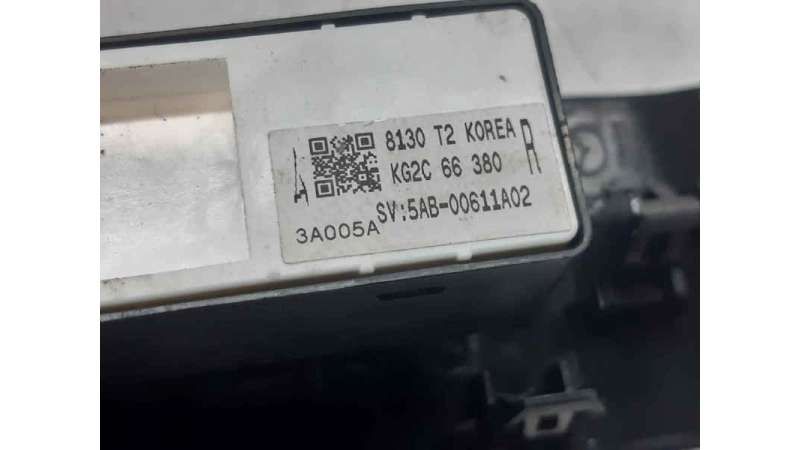 A 8130 T2 KOREA R
KG2C 66 380
SV:5AB-00611A02
3A005A